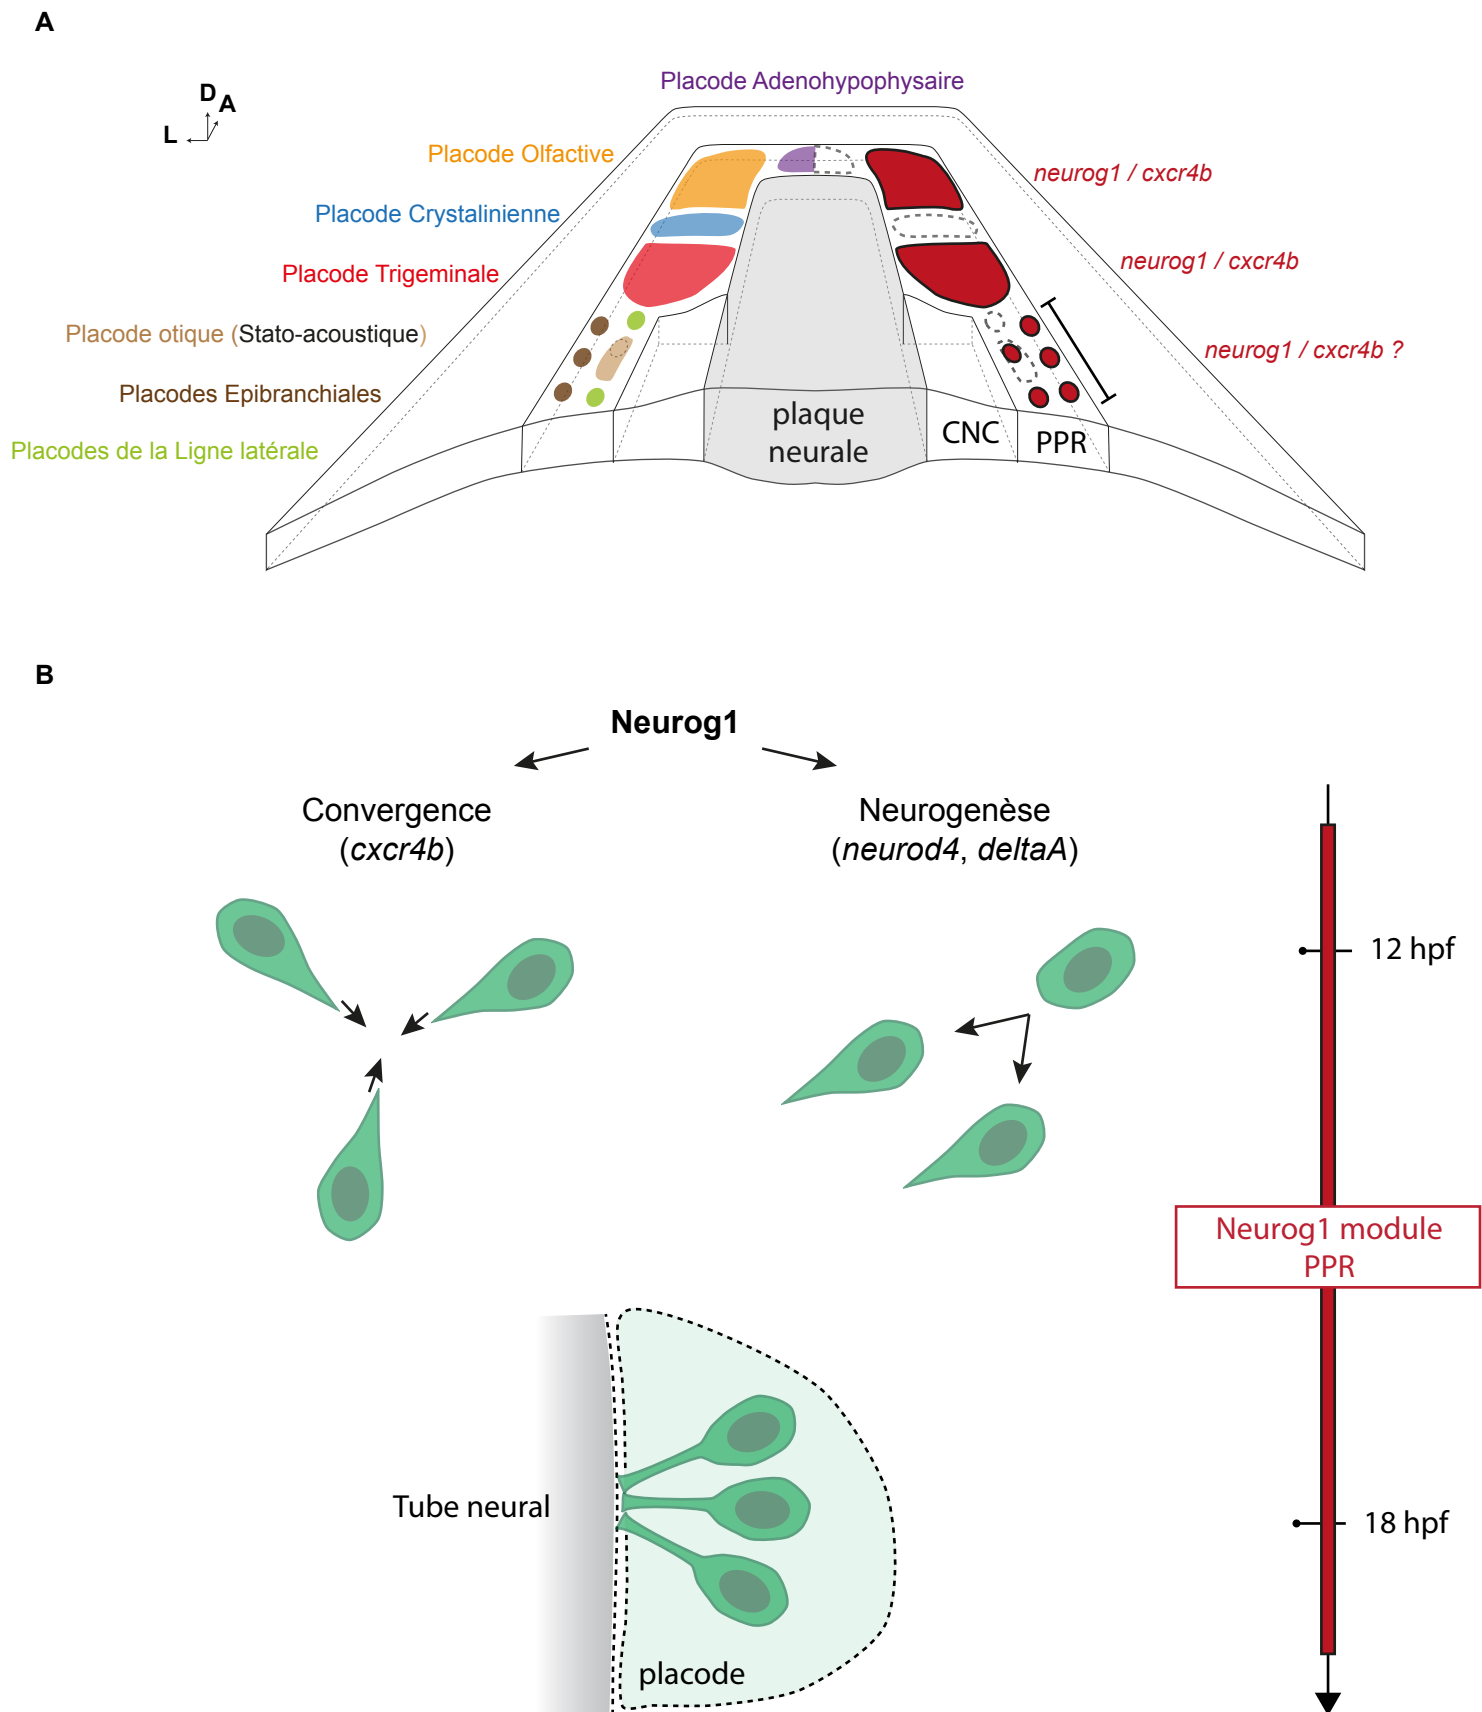 A
Placode Adenohypophysaire
D
A
L
Placode Olfactive
neurog1 / cxcr4b
Placode Crystalinienne
Placode Trigeminale
neurog1 / cxcr4b
Placode otique (Stato-acoustique)
neurog1 / cxcr4b ?
Placodes Epibranchiales
Placodes de la Ligne latérale
plaque
neurale
CNC
PPR
B
Neurog1
Convergence
(cxcr4b)
Neurogenèse
(neurod4, deltaA)
12 hpf
Neurog1 module
PPR
Tube neural
18 hpf
placode